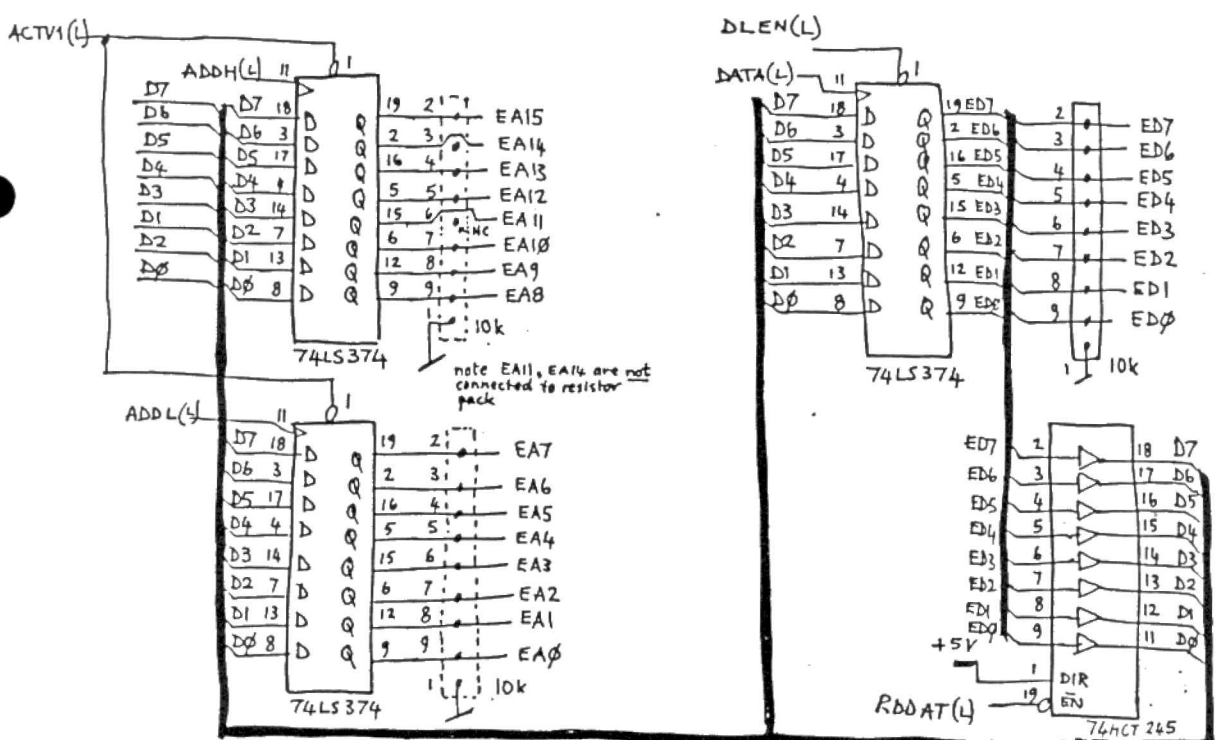 ACTV1(L)
1
ADDH(L) 11
D7
D6
D5
D4
D3
D1
D2
DØ
D7 18 D Q 19 2 EA15
D6 3 D Q 2 3 EA14
D5 17 D Q 16 4 EA13
D4 D Q 5 5 EA12
D3 14 D Q 15 6 EA11
NC
D2 7 D Q 6 7 EA1Ø
D1 13 D Q 12 8 EA9
DØ 8 D Q 9 9 EA8
10k
74LS374
note EA11, EA14 are not
connected to resistor
pack
1
ADDL(L) 11
D7 18 D Q 19 2 EA7
D6 3 D Q 2 3 EA6
D5 17 D Q 16 4 EA5
D4 4 D Q 5 5 EA4
D3 14 D Q 15 6 EA3
D2 7 D Q 6 7 EA2
D1 13 D Q 12 8 EA1
DØ 8 D Q 9 9 EAØ
1 10k
74LS374
DLEN(L)
1
DATA(L) 11
D7 18 D Q 19 ED7 2 ED7
D6 3 D Q 2 ED6 3 ED6
D5 17 D Q 16 ED5 4 ED5
D4 4 D Q 5 ED4 5 ED4
D3 14 D Q 15 ED3 6 ED3
D2 7 D Q 6 ED2 7 ED2
D1 13 D Q 12 ED1 8 ED1
DØ 8 D Q 9 9 EDØ
1 10k
74LS374
ED7 2 18 D7
ED6 3 17 D6
ED5 4 16 D5
ED4 5 15 D4
ED3 6 14 D3
ED2 7 13 D2
ED1 8 12 D1
EDØ 9 11 DØ
+5V
1 DIR
RDDAT(L) 19 EN
74HCT 245